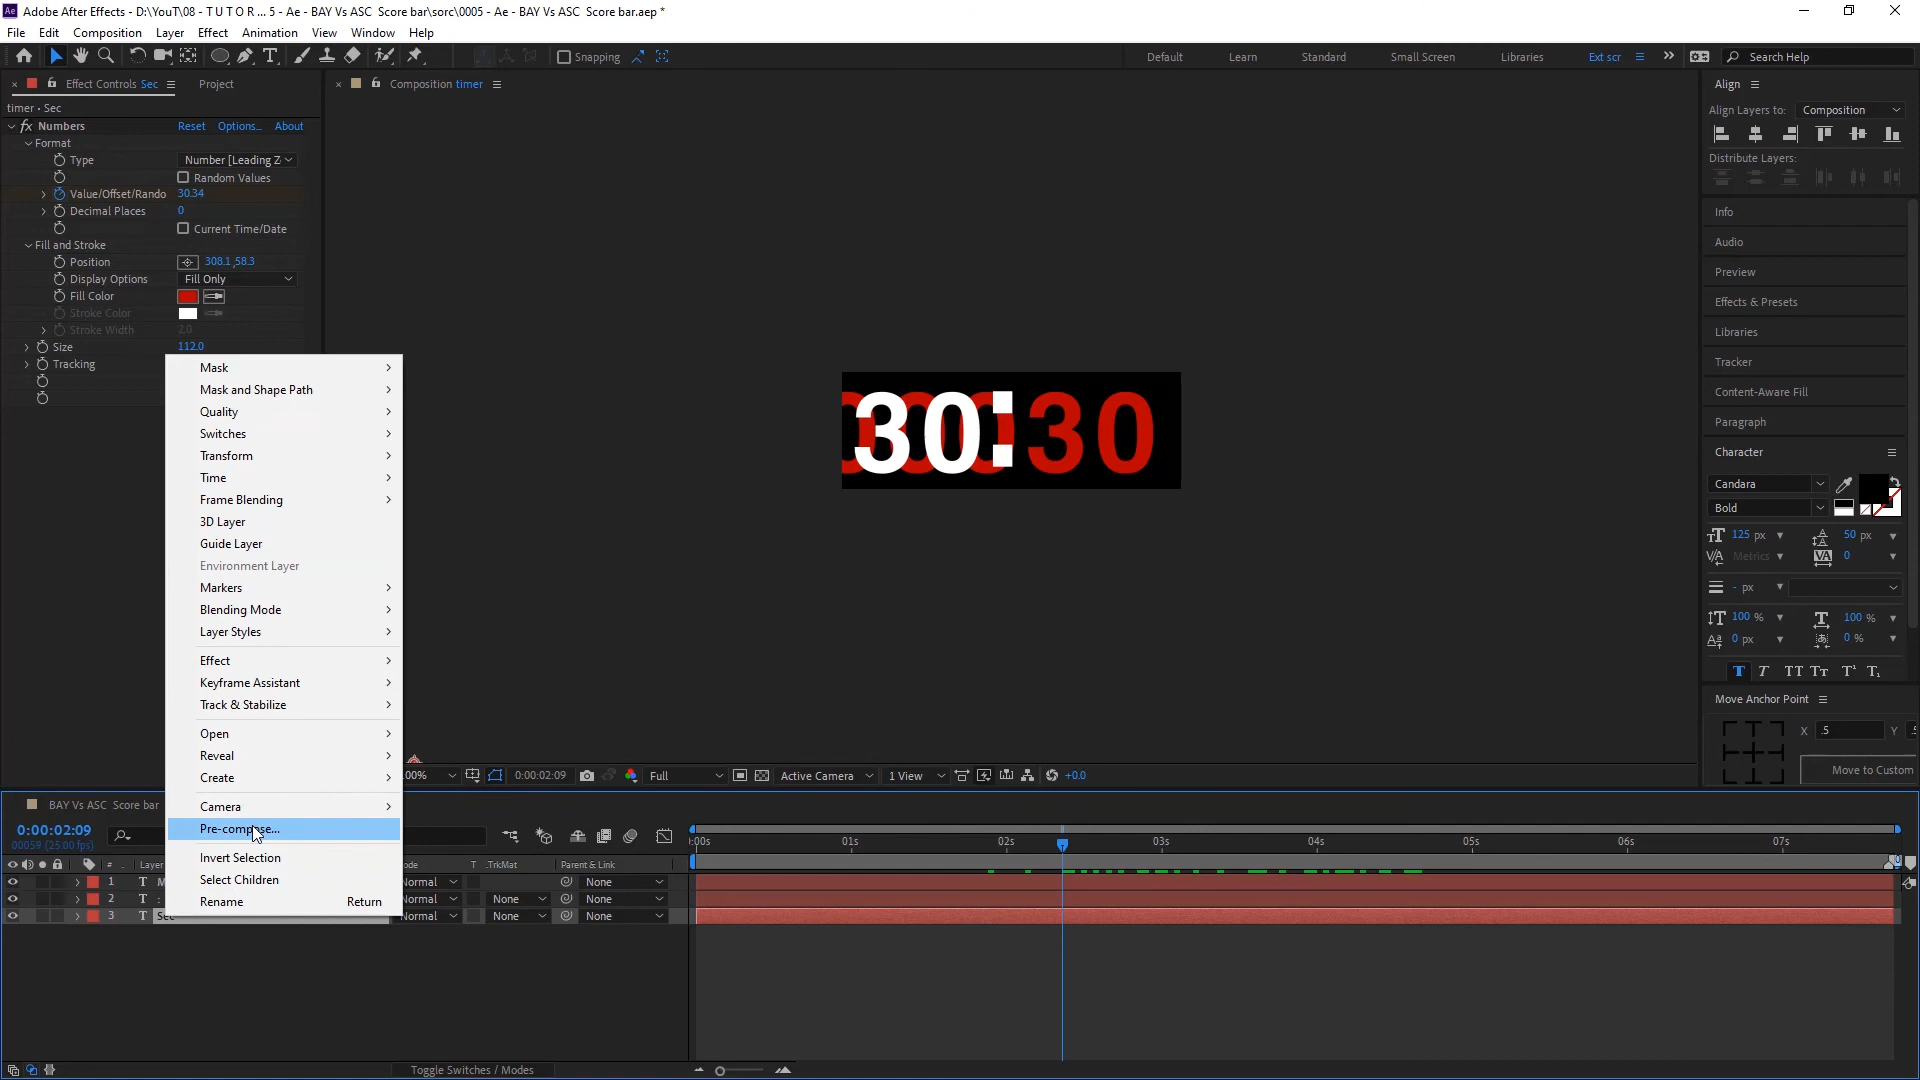 Adobe After Effects - D:\YouT\08 - T U T O R ... 5 - Ae - BAY Vs ASC  Score bar\sorc\0005 - Ae - BAY Vs ASC  Score bar.aep *
File Edit Composition Layer Effect Animation View Window Help
Snapping Default Learn Standard Small Screen Libraries Ext scr Search Help
Effect Controls Sec Project Composition timer Align
timer • Sec
Align Layers to: Composition
fx Numbers Reset Options... About
Format
Type Number [Leading Z
Random Values
Distribute Layers:
Value/Offset/Rando 30.34
Decimal Places 0
Current Time/Date
Fill and Stroke
Position 308.1,58.3
Display Options Fill Only
Fill Color
Stroke Color
Stroke Width 2.0
Size 112.0
Tracking
Mask
Mask and Shape Path
Quality
Switches
Transform
Time
Frame Blending
3D Layer
Guide Layer
Environment Layer
Markers
Blending Mode
Layer Styles
Effect
Keyframe Assistant
Track & Stabilize
Open
Reveal
Create
Camera
Pre-compose...
Invert Selection
Select Children
Rename Return
30:30
Info
Audio
Preview
Effects & Presets
Libraries
Tracker
Content-Aware Fill
Paragraph
Character
Candara
Bold
125 px 50 px
Metrics 0
- px
100 % 100 %
0 px 0 %
T T TT Tт T¹ T₁
Move Anchor Point
X .5 Y
Move to Custom
00% 0:00:02:09 Full Active Camera 1 View +0.0
BAY Vs ASC  Score bar
0:00:02:09
00059 (25.00 fps)
:00s 01s 02s 03s 04s 05s 06s 07s
# Layer ode T .TrkMat Parent & Link
1 T M Normal None
2 T : Normal None None
3 T Sec Normal None None
Toggle Switches / Modes